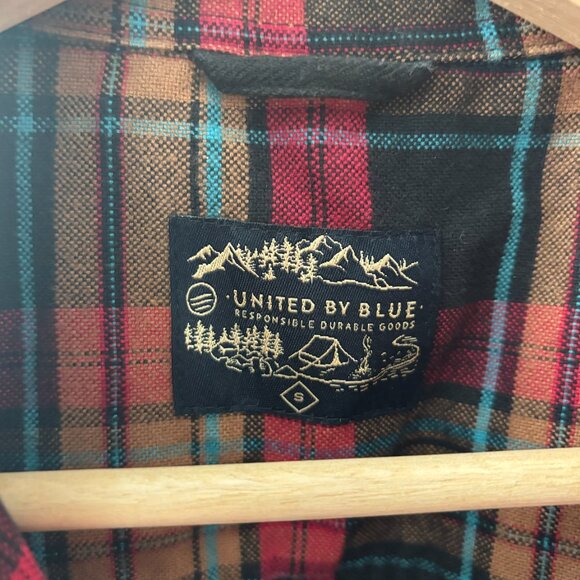 · UNITED BY BLUE ·
RESPONSIBLE DURABLE GOODS
S